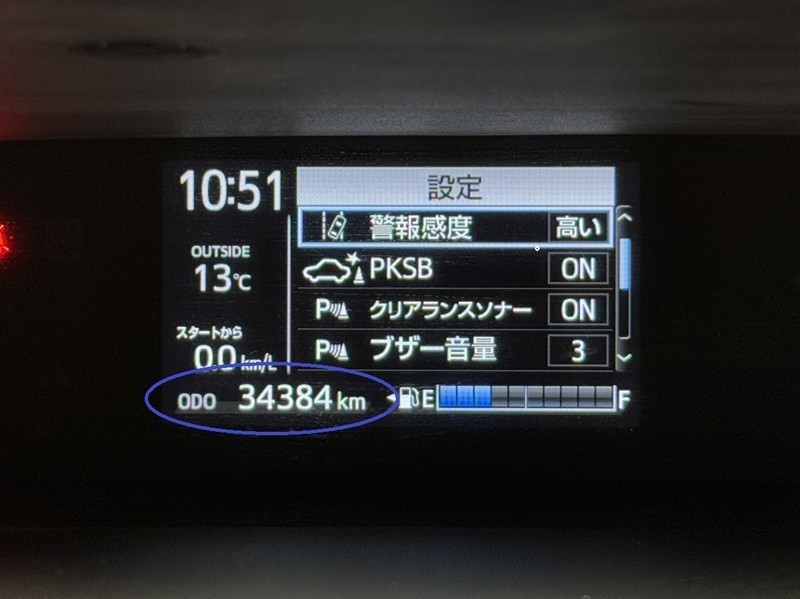 10:51
OUTSIDE
13℃
スタートから
0.0 km/L
ODO 34384 km
設定
警報感度 高い
PKSB ON
P クリアランスソナー ON
P ブザー音量 3
E F